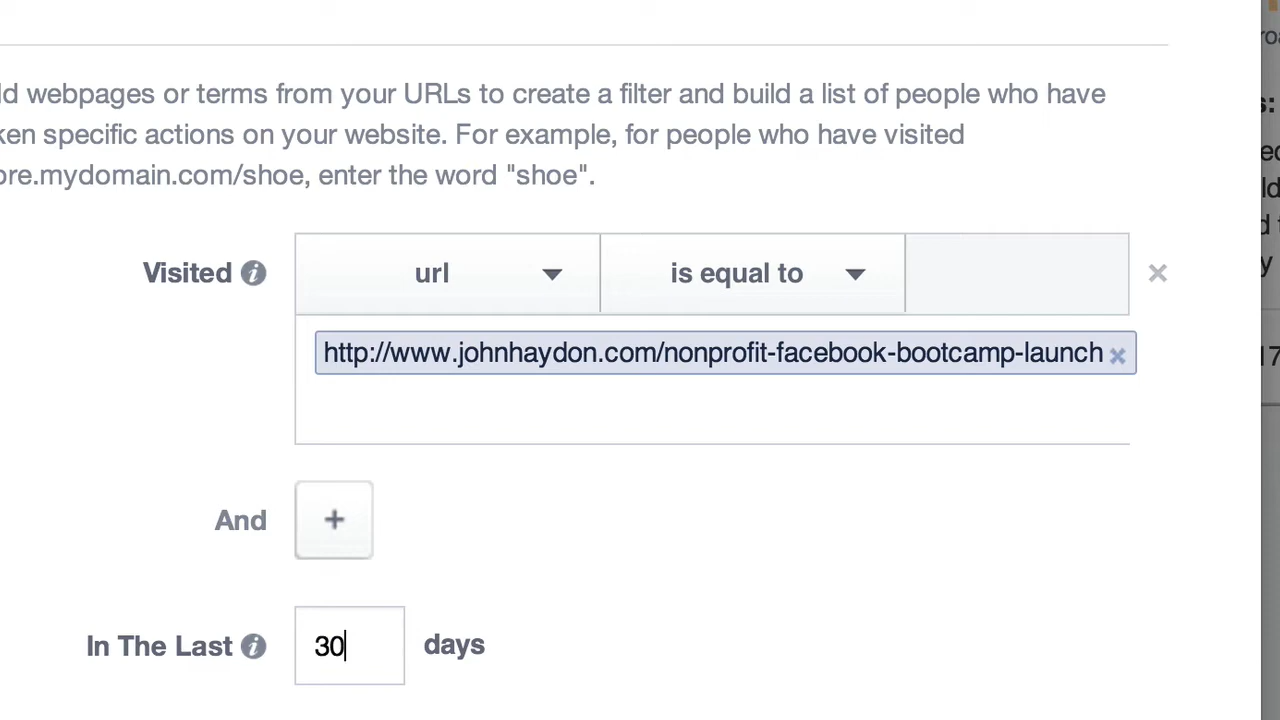 ld webpages or terms from your URLs to create a filter and build a list of people who have
ken specific actions on your website. For example, for people who have visited
ore.mydomain.com/shoe, enter the word "shoe".
Visited url is equal to
http://www.johnhaydon.com/nonprofit-facebook-bootcamp-launch
And +
In The Last 30 days